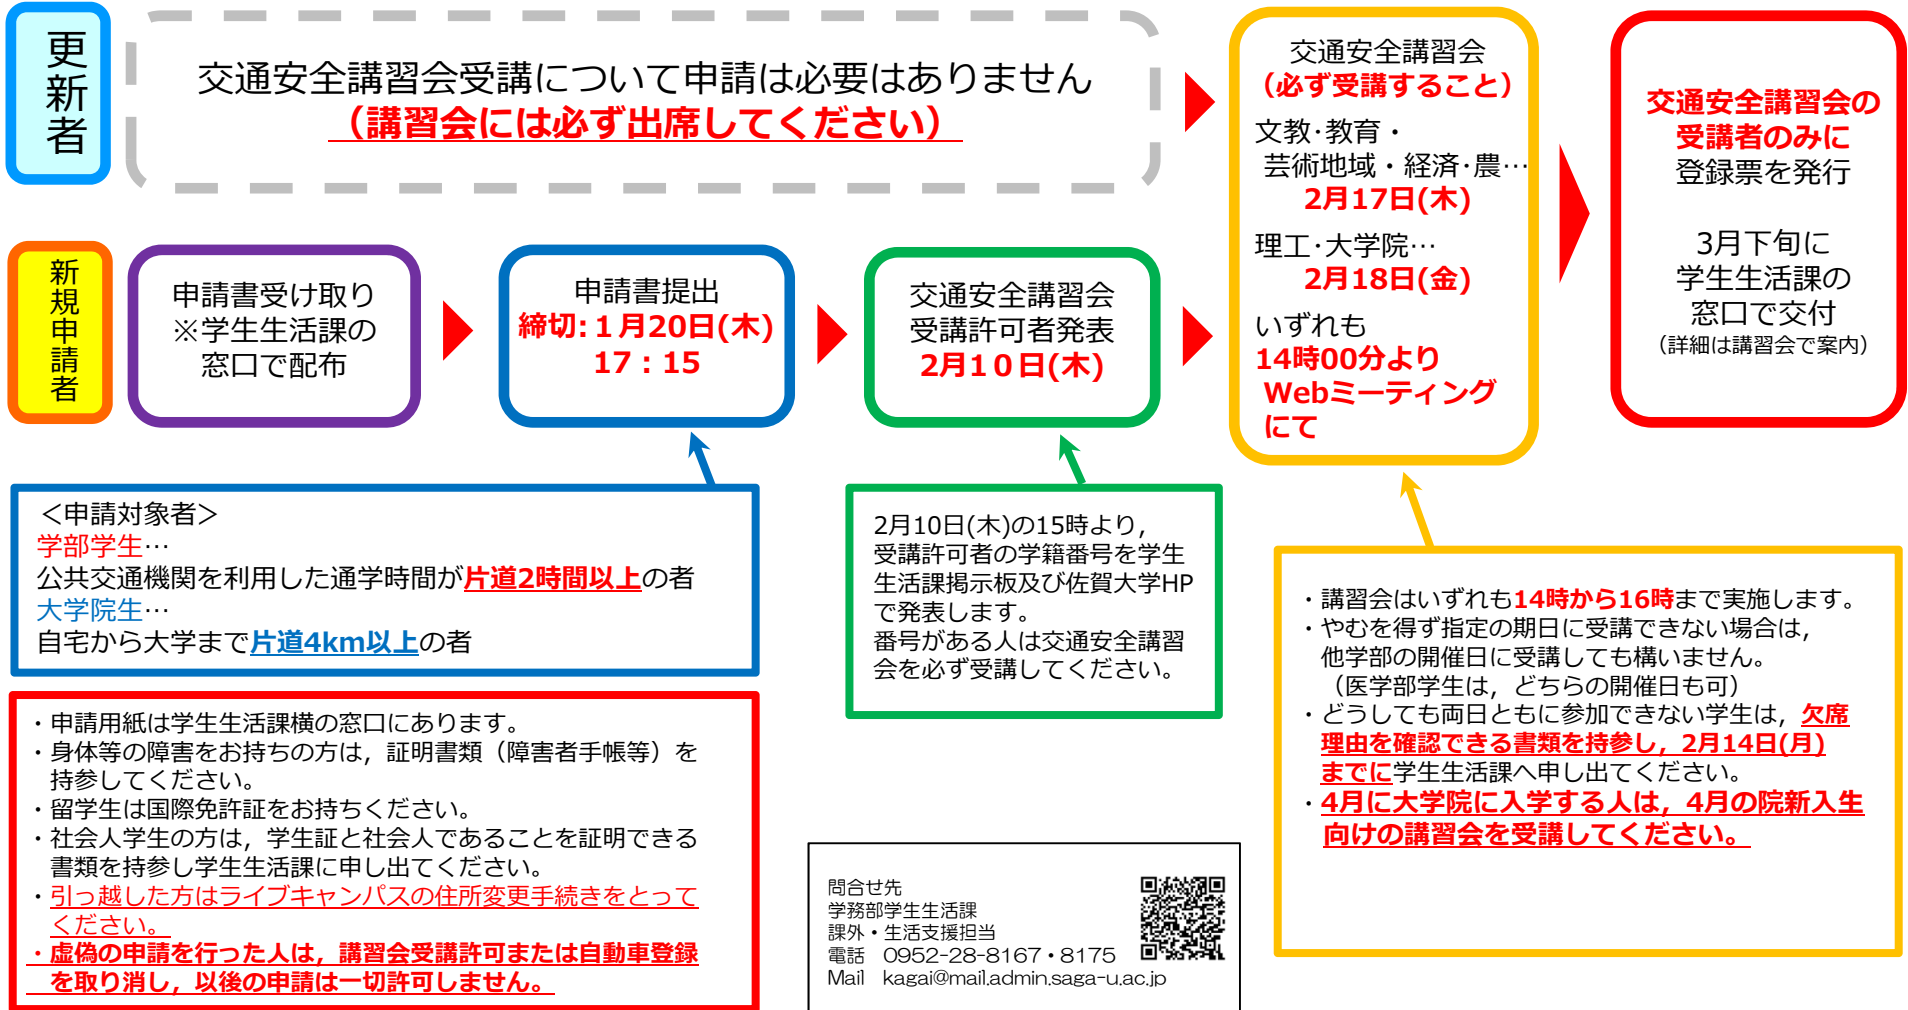 更新者
交通安全講習会受講について申請は必要はありません
（講習会には必ず出席してください）
交通安全講習会
（必ず受講すること）
文教･教育・
芸術地域・経済･農…
2月17日(木)
理工･大学院…
2月18日(金)
いずれも
14時00分より
Webミーティング
にて
交通安全講習会の
受講者のみに
登録票を発行
3月下旬に
学生生活課の
窓口で交付
（詳細は講習会で案内）
新規申請者
申請書受け取り
※学生生活課の
窓口で配布
申請書提出
締切:１月20日(木)
17：15
交通安全講習会
受講許可者発表
2月1０日(木)
＜申請対象者＞
学部学生…
公共交通機関を利用した通学時間が片道2時間以上の者
大学院生…
自宅から大学まで片道4km以上の者
・申請用紙は学生生活課横の窓口にあります。
・身体等の障害をお持ちの方は，証明書類（障害者手帳等）を
持参してください。
・留学生は国際免許証をお持ちください。
・社会人学生の方は，学生証と社会人であることを証明できる
書類を持参し学生生活課に申し出てください。
・引っ越した方はライブキャンパスの住所変更手続きをとって
ください。
・虚偽の申請を行った人は，講習会受講許可または自動車登録
を取り消し，以後の申請は一切許可しません。
2月10日(木)の15時より，
受講許可者の学籍番号を学生
生活課掲示板及び佐賀大学HP
で発表します。
番号がある人は交通安全講習
会を必ず受講してください。
・講習会はいずれも14時から16時まで実施します。
・やむを得ず指定の期日に受講できない場合は，
他学部の開催日に受講しても構いません。
（医学部学生は，どちらの開催日も可）
・どうしても両日ともに参加できない学生は，欠席
理由を確認できる書類を持参し，2月14日(月)
までに学生生活課へ申し出てください。
・4月に大学院に入学する人は，4月の院新入生
向けの講習会を受講してください。
問合せ先
学務部学生生活課
課外・生活支援担当
電話　0952-28-8167・8175
Mail　kagai@mail.admin.saga-u.ac.jp